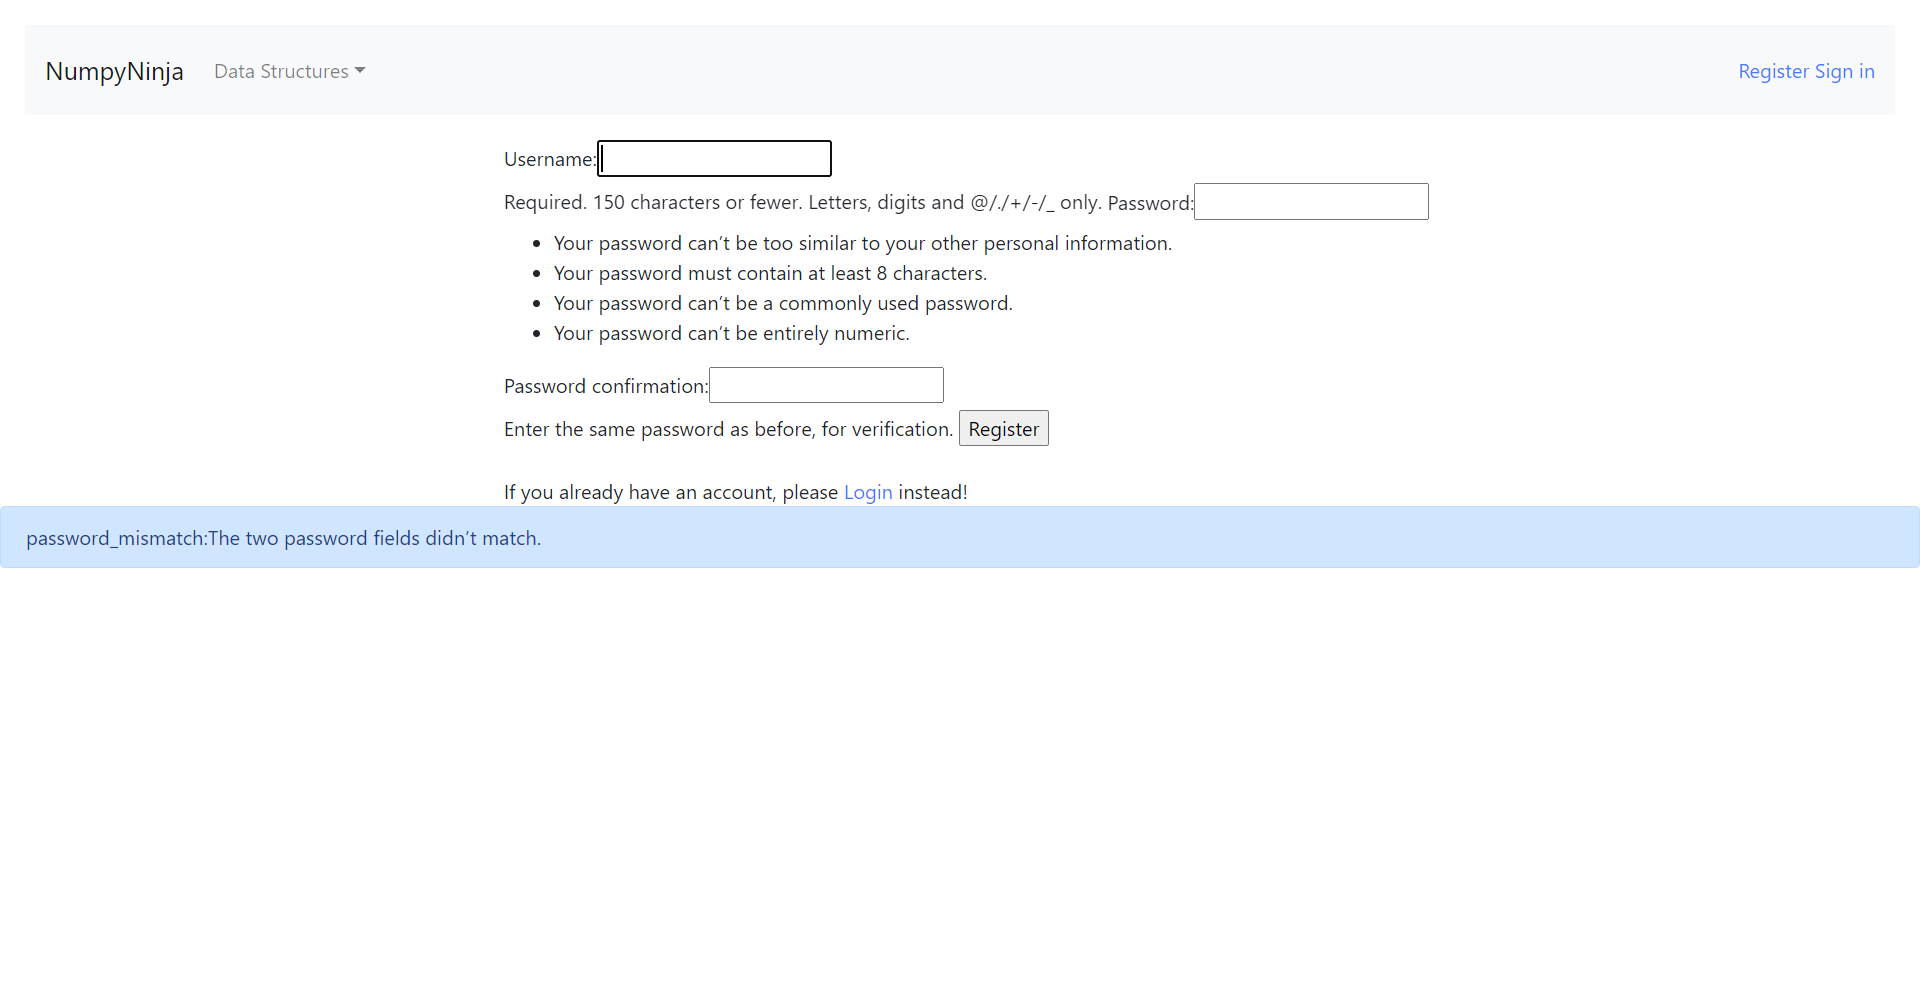 NumpyNinja Data Structures Register Sign in
Username:
Required. 150 characters or fewer. Letters, digits and @/./+/-/_ only. Password:
Your password can’t be too similar to your other personal information.
Your password must contain at least 8 characters.
Your password can’t be a commonly used password.
Your password can’t be entirely numeric.
Password confirmation:
Enter the same password as before, for verification. Register
If you already have an account, please Login instead!
password_mismatch:The two password fields didn’t match.